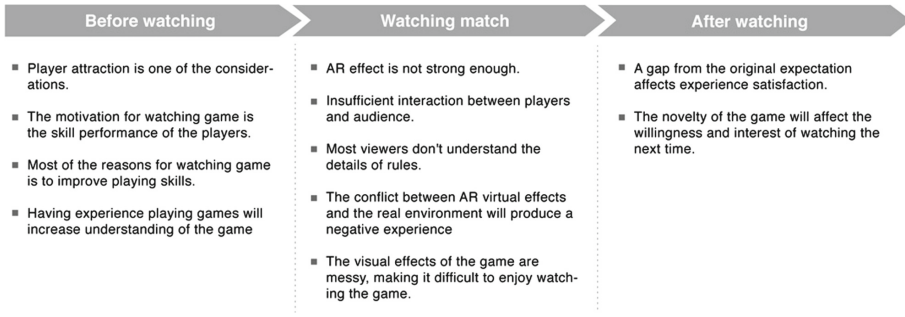 Before watching
Player attraction is one of the consider-
ations.
The motivation for watching game is
the skill performance of the players.
Most of the reasons for watching game
is to improve playing skills.
Having experience playing games will
increase understanding of the game
Watching match
AR effect is not strong enough.
Insufficient interaction between players
and audience.
Most viewers don't understand the
details of rules.
The conflict between AR virtual effects
and the real environment will produce a
negative experience
The visual effects of the game are
messy, making it difficult to enjoy watch-
ing the game.
After watching
A gap from the original expectation
affects experience satisfaction.
The novelty of the game will affect the
willingness and interest of watching the
next time.